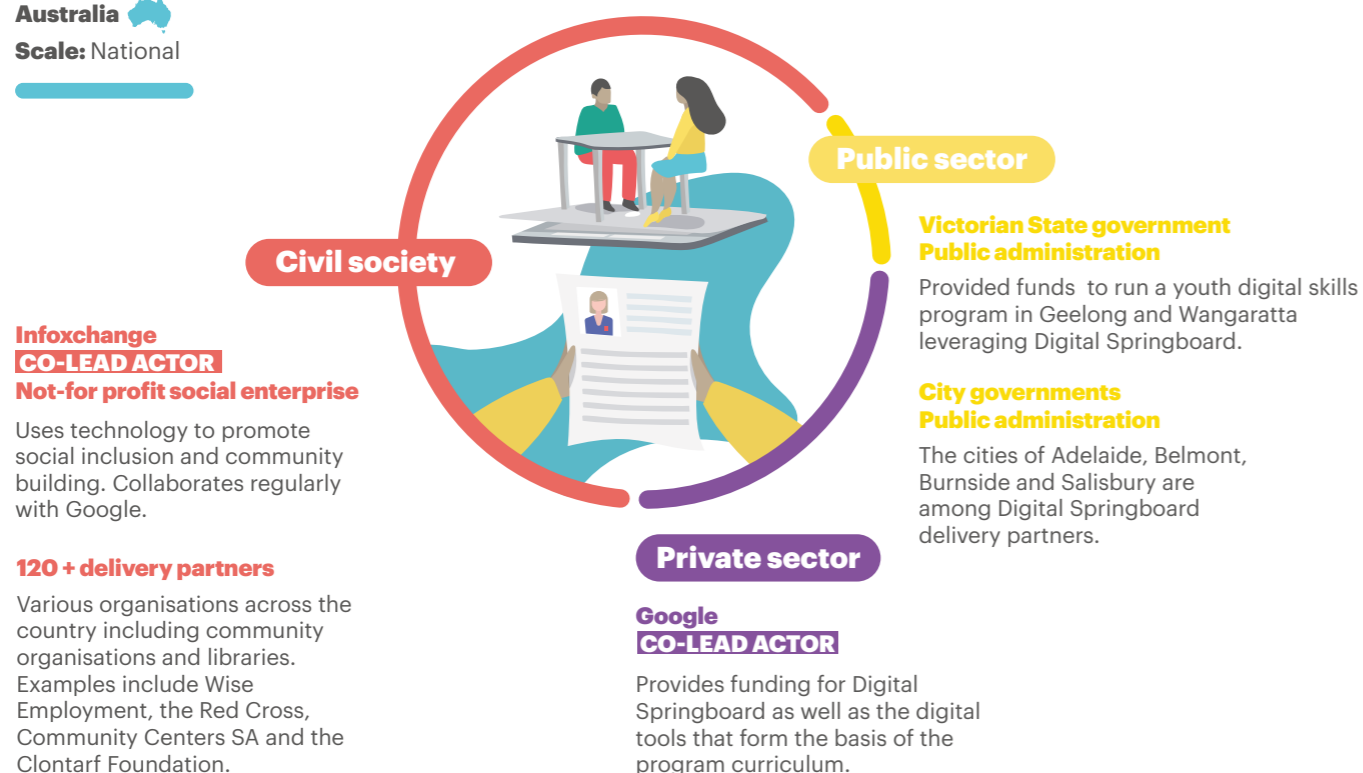 Australia
Scale: National
Civil society
Infoxchange
CO-LEAD ACTOR
Not-for profit social enterprise
Uses technology to promote
social inclusion and community
building. Collaborates regularly
with Google.
120 + delivery partners
Various organisations across the
country including community
organisations and libraries.
Examples include Wise
Employment, the Red Cross,
Community Centers SA and the
Clontarf Foundation.
Public sector
Victorian State government
Public administration
Provided funds to run a youth digital skills
program in Geelong and Wangaratta
leveraging Digital Springboard.
City governments
Public administration
The cities of Adelaide, Belmont,
Burnside and Salisbury are
among Digital Springboard
delivery partners.
Private sector
Google
CO-LEAD ACTOR
Provides funding for Digital
Springboard as well as the digital
tools that form the basis of the
program curriculum.